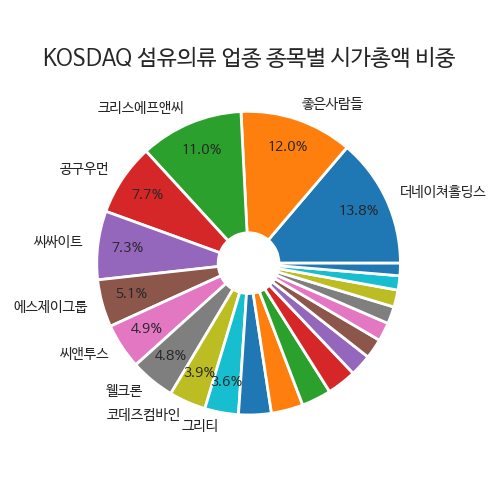 KOSDAQ 섬유의류 업종 종목별 시가총액 비중
좋은사람들
크리스에프앤씨
12.0%
11.0%
공구우먼
7.7%
더네이쳐홀딩스
13.8%
씨싸이트
7.3%
에스제이그룹
5.1%
씨앤투스
4.9%
4.8%
웰크론
3.9%
3.6%
코데즈컴바인
그리티